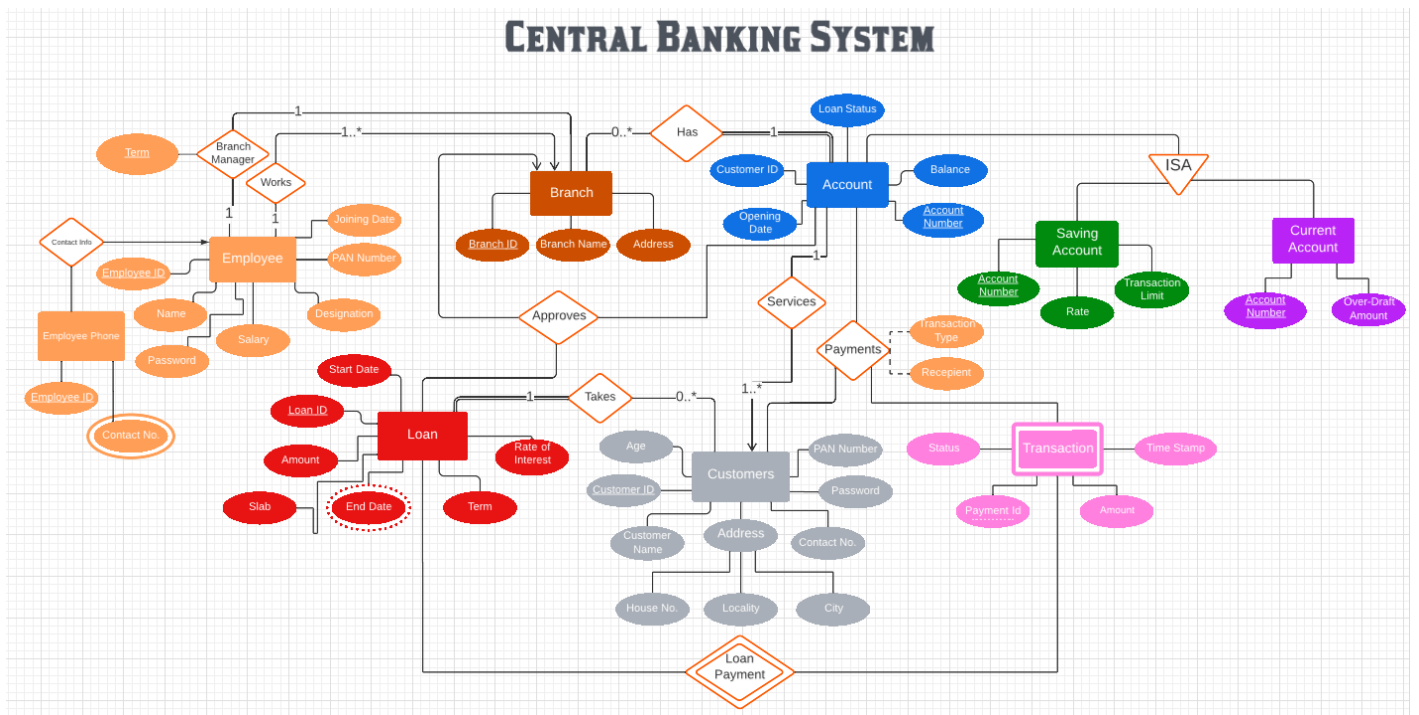 CENTRAL BANKING SYSTEM
Loan Status
1
1..*
0..*
Has
1
Term
Branch
Manager
Works
ISA
Customer ID
Account
Balance
Branch
Opening
Date
Account
Number
1
1
Joining Date
Contact Info
Branch ID
Branch Name
Address
Saving
Account
Current
Account
Employee
PAN Number
1
Employee ID
Account
Number
Transaction
Limit
Rate
Account
Number
Over-Draft
Amount
Name
Designation
Services
Approves
Employee Phone
Salary
Transaction
Type
Payments
Password
Start Date
Recepient
Employee ID
1
Takes
0..*
1..*
Loan ID
Contact No.
Loan
Age
PAN Number
Status
Transaction
Time Stamp
Amount
Rate of
Interest
Customers
Customer ID
Password
Slab
End Date
Term
Payment Id
Amount
Customer
Name
Address
Contact No.
House No.
Locality
City
Loan
Payment